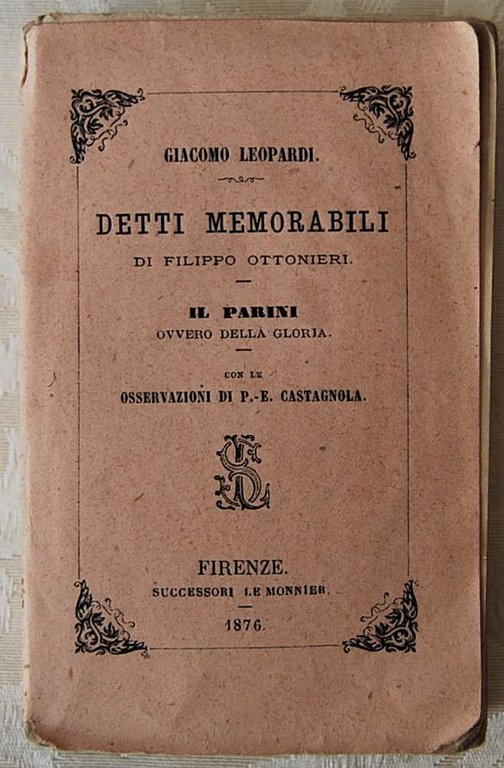 GIACOMO LEOPARDI.
DETTI MEMORABILI
DI FILIPPO OTTONIERI.
IL PARINI
OVVERO DELLA GLORIA.
CON LE
OSSERVAZIONI DI P.-E. CASTAGNOLA.
SL
FIRENZE.
SUCCESSORI LE MONNIER.
1876.